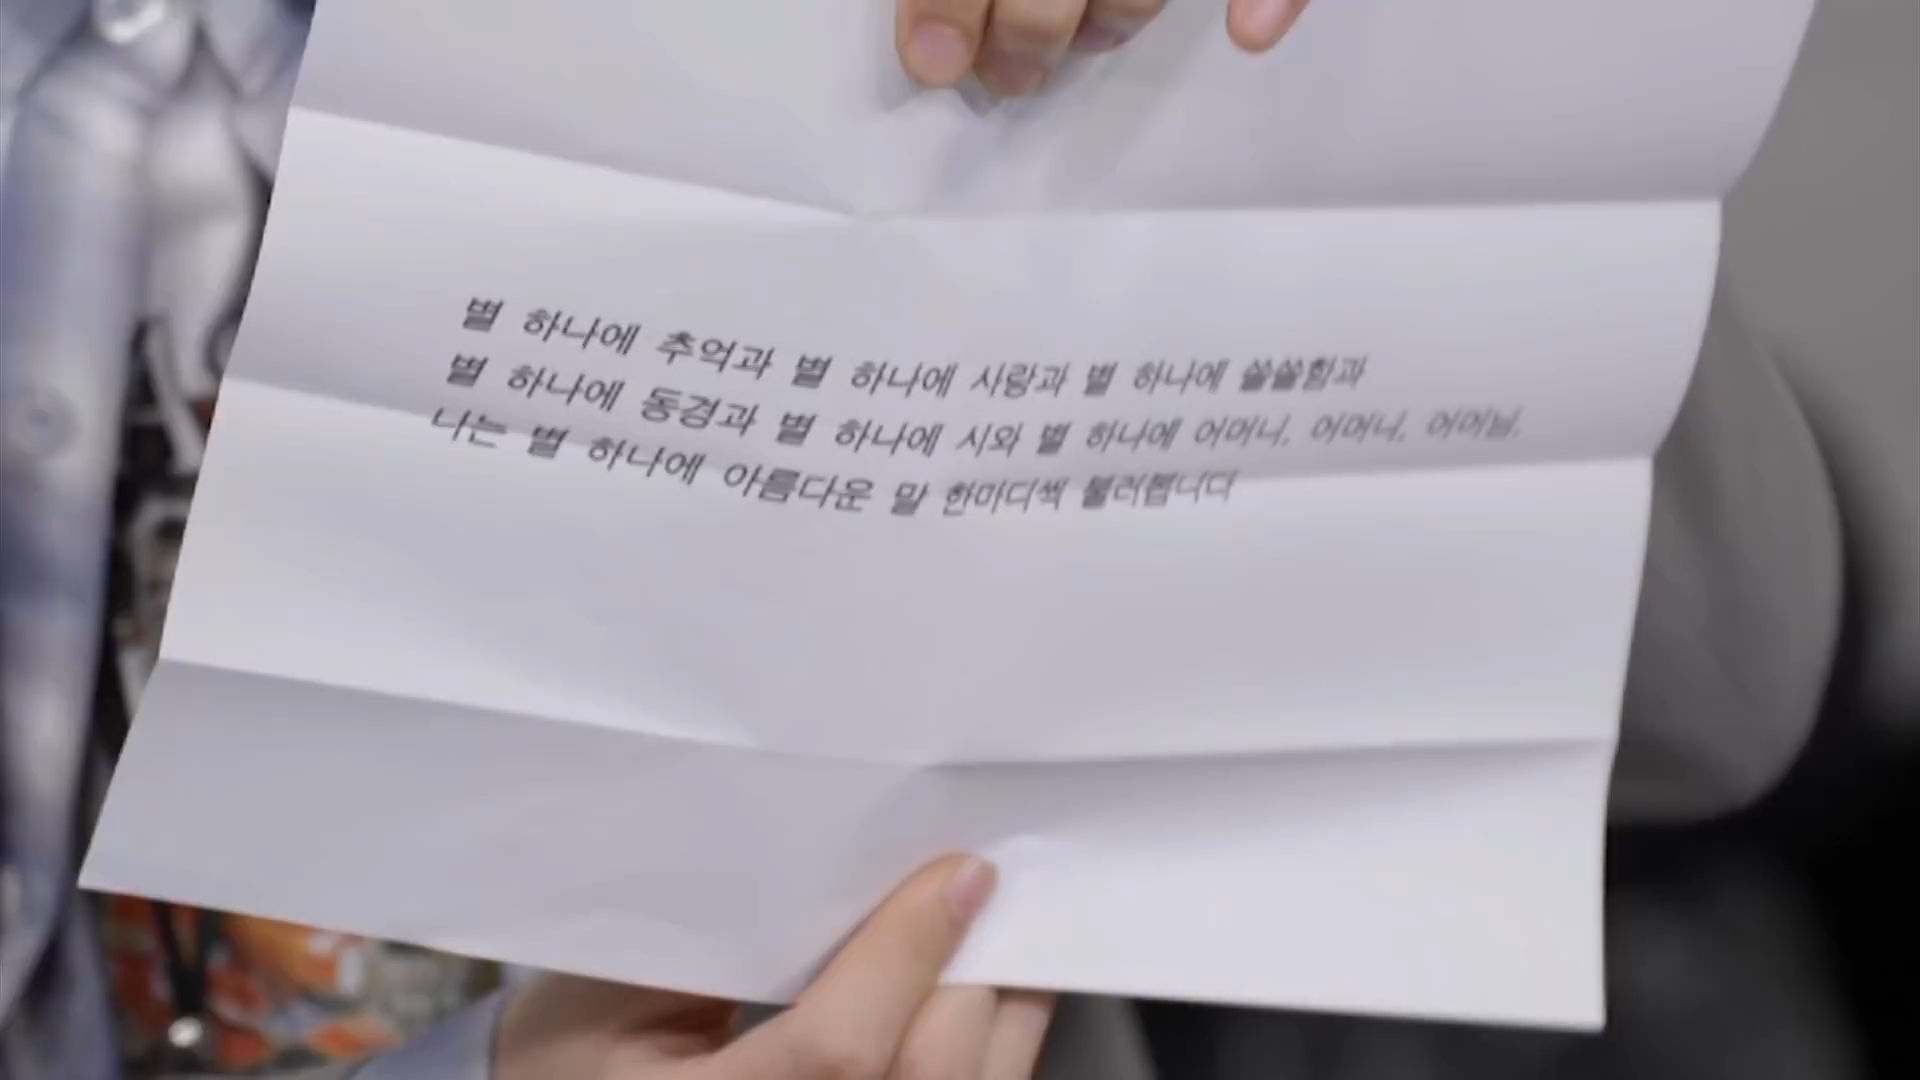 별 하나에 추억과 별 하나에 사랑과 별 하나에 쓸쓸함과
별 하나에 동경과 별 하나에 시와 별 하나에 어머니, 어머니, 어머님,
나는 별 하나에 아름다운 말 한마디씩 불러봅니다